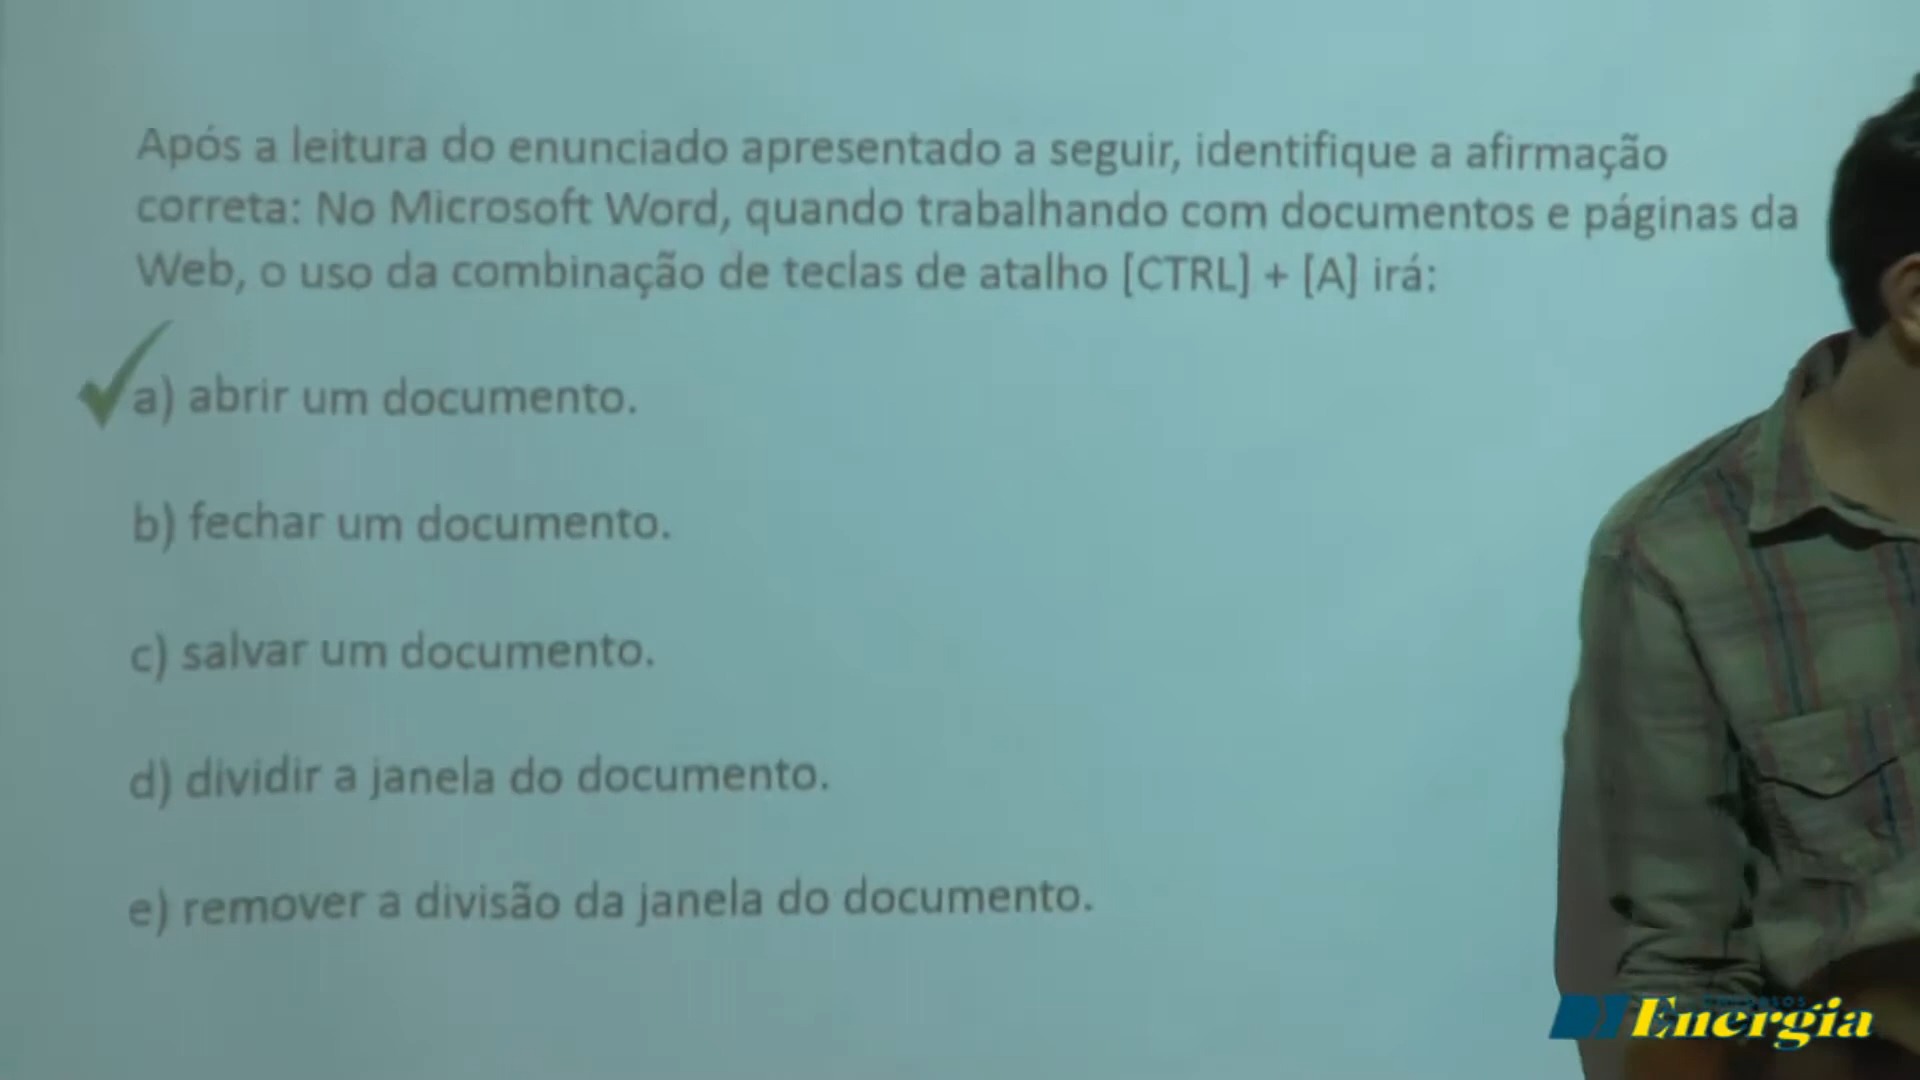 Após a leitura do enunciado apresentado a seguir, identifique a afirmação
correta: No Microsoft Word, quando trabalhando com documentos e páginas da
Web, o uso da combinação de teclas de atalho [CTRL] + [A] irá:
a) abrir um documento.
b) fechar um documento.
c) salvar um documento.
d) dividir a janela do documento.
e) remover a divisão da janela do documento.
Energia